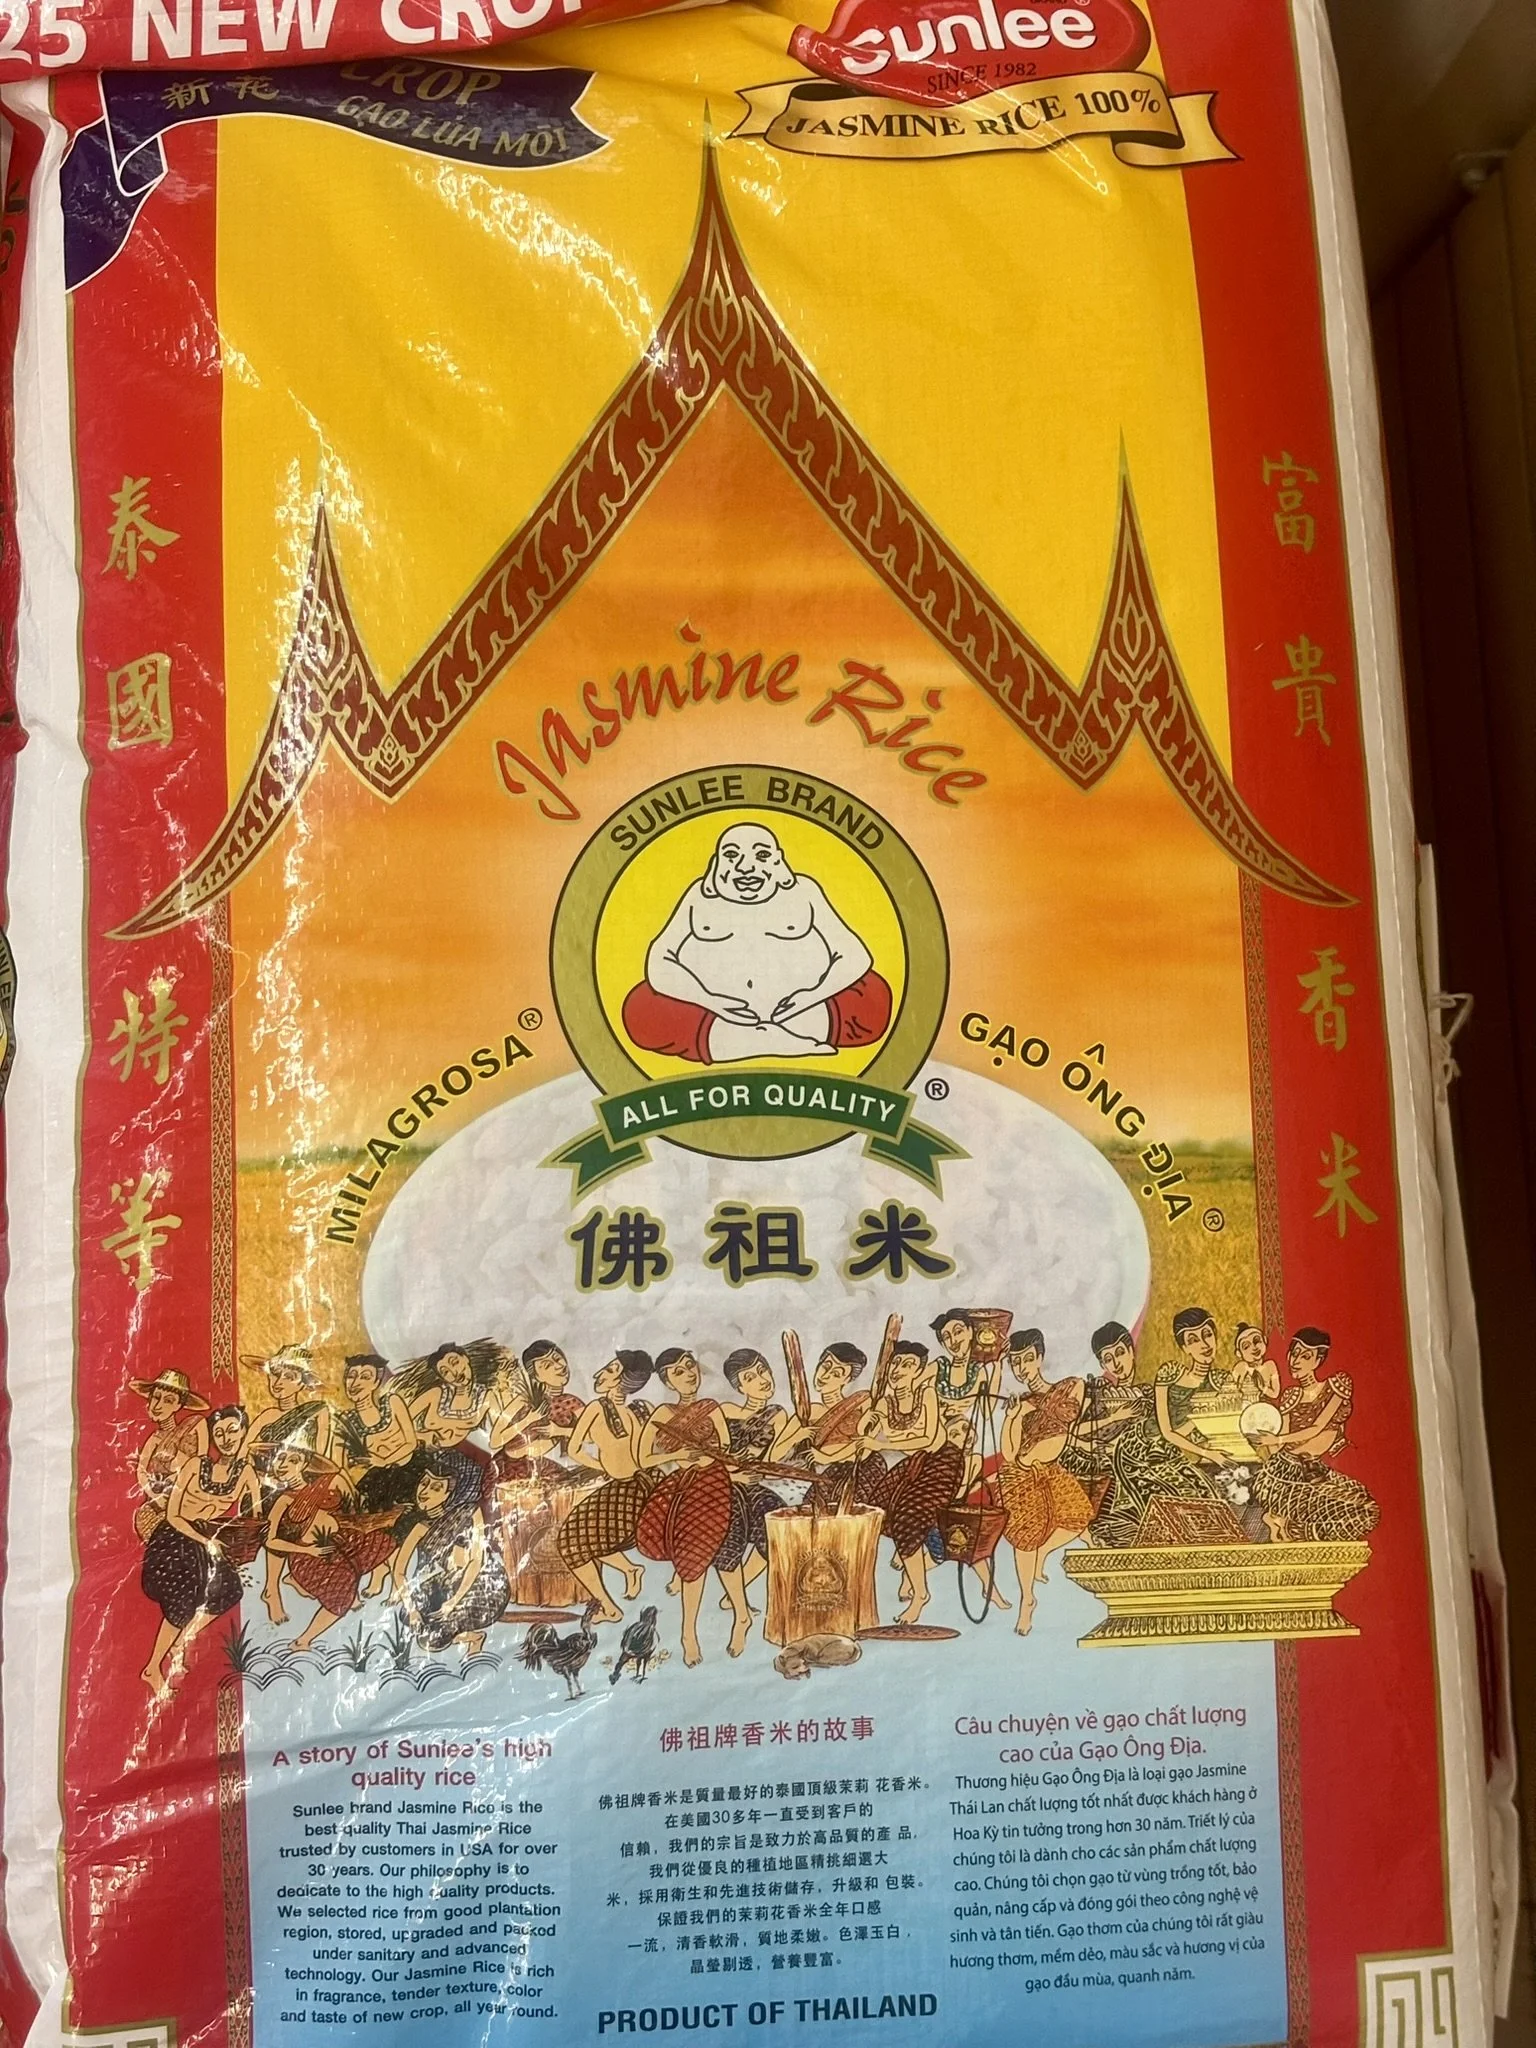 25 NEW CROP
新花
CROP
GẠO LÚA MỚI
Sunlee
SINCE 1982
JASMINE RICE 100%
泰國特等
富貴香米
Jasmine Rice
SUNLEE BRAND
ALL FOR QUALITY
®
MILAGROSA®
GẠO ÔNG ĐỊA®
佛祖米
A story of Sunlee's high
quality rice
Sunlee brand Jasmine Rice is the
best quality Thai Jasmine Rice
trusted by customers in USA for over
30 years. Our philosophy is to
dedicate to the high quality products.
We selected rice from good plantation
region, stored, upgraded and packed
under sanitary and advanced
technology. Our Jasmine Rice is rich
in fragrance, tender texture, color
and taste of new crop, all year round.
佛祖牌香米的故事
佛祖牌香米是質量最好的泰國頂級茉莉 花香米。
在美國30多年一直受到客戶的
信賴，我們的宗旨是致力於高品質的產 品，
我們從優良的種植地區精挑細選大
米，採用衛生和先進技術儲存，升級和 包裝。
保證我們的茉莉花香米全年口感
一流，清香軟滑，質地柔嫩。色澤玉白，
晶瑩剔透，營養豐富。
PRODUCT OF THAILAND
Câu chuyện về gạo chất lượng
cao của Gạo Ông Địa.
Thương hiệu Gạo Ông Địa là loại gạo Jasmine
Thái Lan chất lượng tốt nhất được khách hàng ở
Hoa Kỳ tin tưởng trong hơn 30 năm. Triết lý của
chúng tôi là dành cho các sản phẩm chất lượng
cao. Chúng tôi chọn gạo từ vùng trồng tốt, bảo
quản, nâng cấp và đóng gói theo công nghệ vệ
sinh và tân tiến. Gạo thơm của chúng tôi rất giàu
hương thơm, mềm dẻo, màu sắc và hương vị của
gạo đầu mùa, quanh năm.